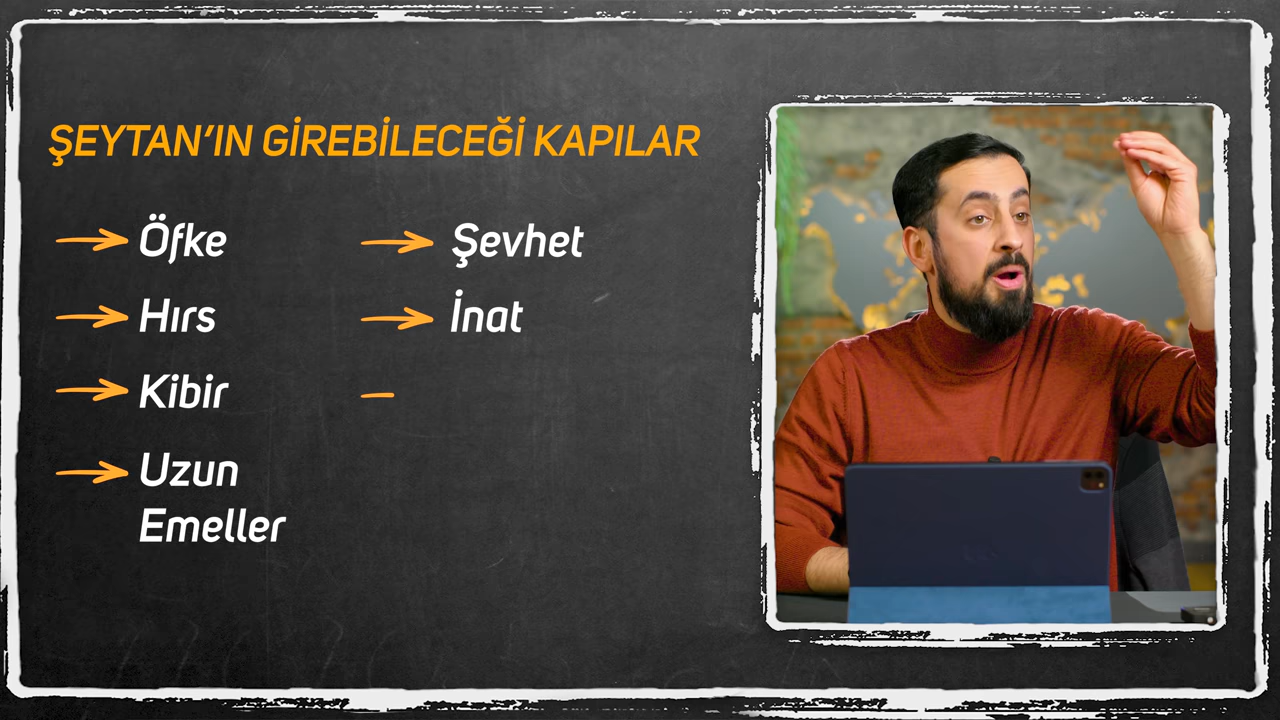 ŞEYTAN'IN GİREBİLECEĞİ KAPILAR
Öfke
Hırs
Kibir
Uzun
Emeller
Şevhet
İnat